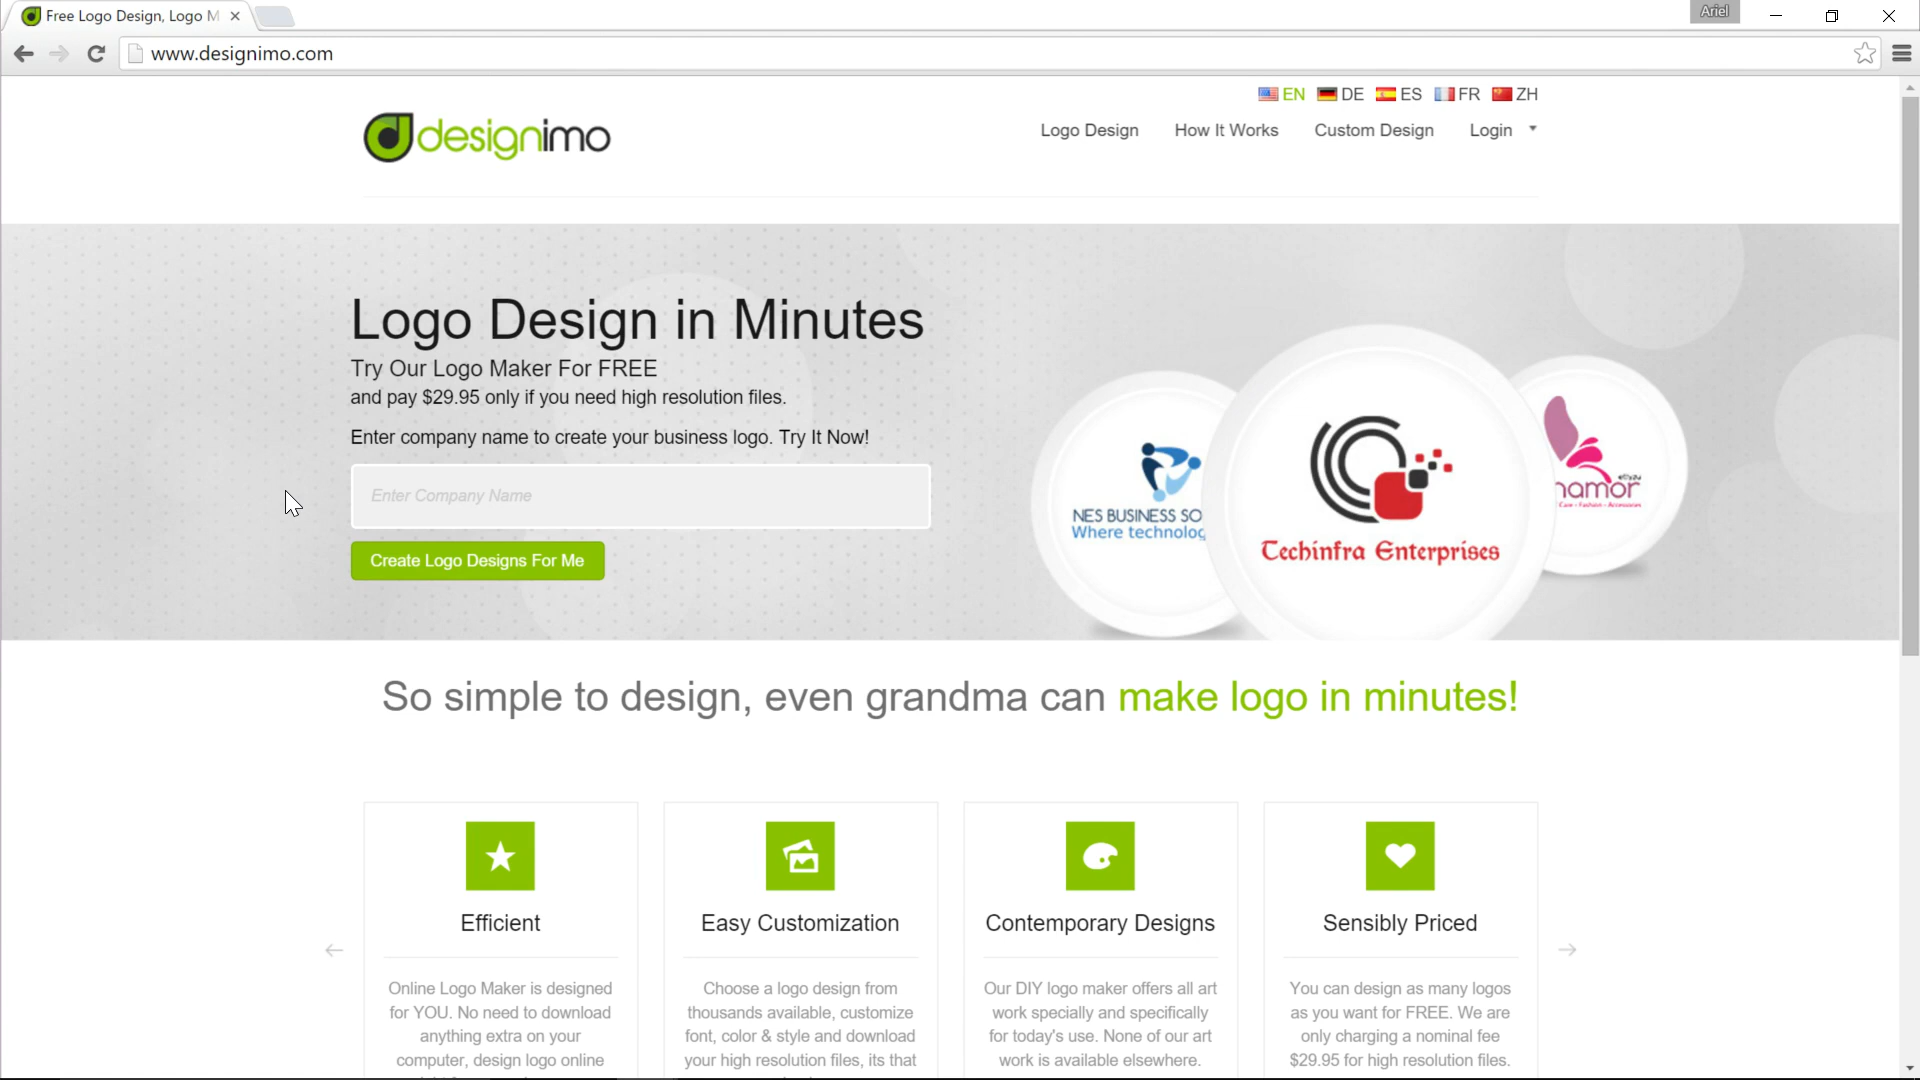 Free Logo Design, Logo M
Ariel
www.designimo.com
EN DE ES FR ZH
designimo
Logo Design How It Works Custom Design Login
Logo Design in Minutes
Try Our Logo Maker For FREE
and pay $29.95 only if you need high resolution files.
Enter company name to create your business logo. Try It Now!
Enter Company Name
Create Logo Designs For Me
NES BUSINESS SO
Where technolog
Techinfra Enterprises
namor
Care - Fashion - Accessories
So simple to design, even grandma can make logo in minutes!
Efficient
Online Logo Maker is designed
for YOU. No need to download
anything extra on your
computer, design logo online
Easy Customization
Choose a logo design from
thousands available, customize
font, color & style and download
your high resolution files, its that
Contemporary Designs
Our DIY logo maker offers all art
work specially and specifically
for today's use. None of our art
work is available elsewhere.
Sensibly Priced
You can design as many logos
as you want for FREE. We are
only charging a nominal fee
$29.95 for high resolution files.